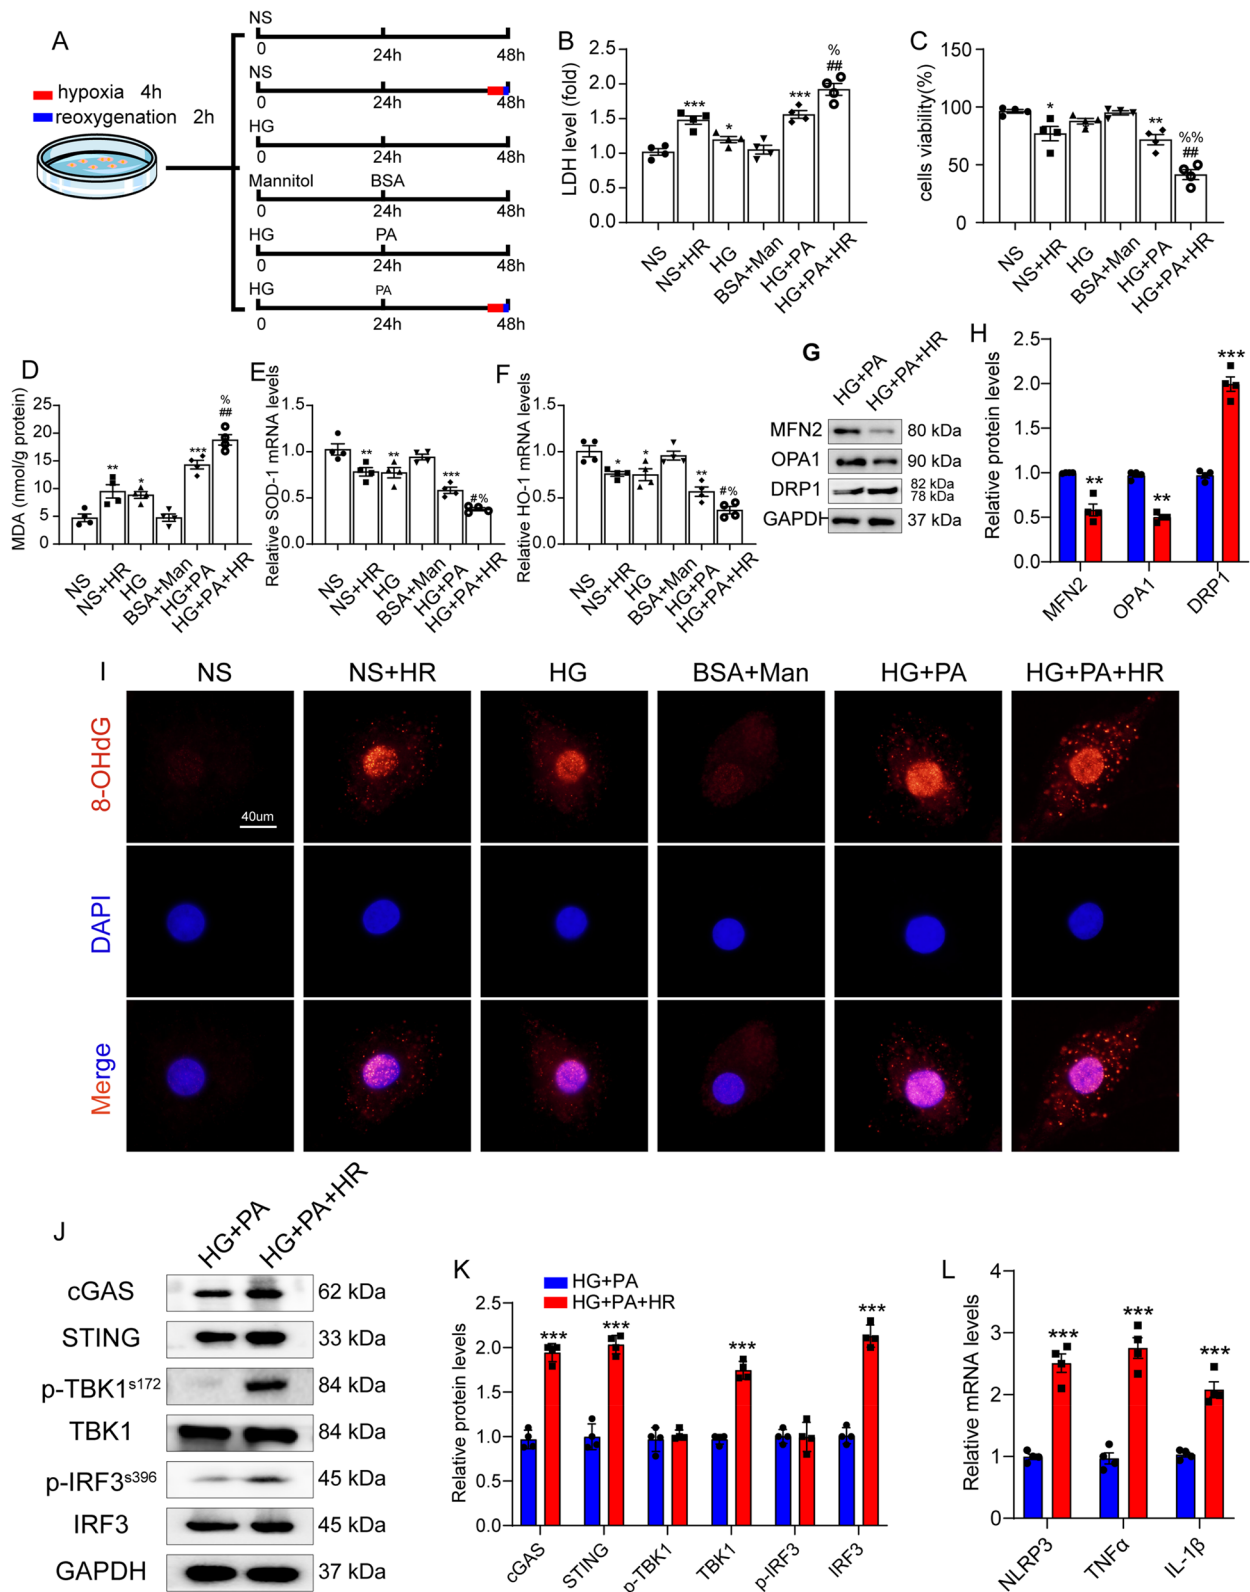 A
hypoxia 4h
reoxygenation 2h
NS
0 24h 48h
NS
0 24h 48h
HG
0 24h 48h
Mannitol BSA
0 24h 48h
HG PA
0 24h 48h
HG PA
0 24h 48h
B
LDH level (fold)
2.5
2.0
1.5
1.0
0.5
0.0
***
*
***
%
##
NS
NS+HR
HG
BSA+Man
HG+PA
HG+PA+HR
C
cells viability(%)
150
100
50
0
*
**
%%
##
NS
NS+HR
HG
BSA+Man
HG+PA
HG+PA+HR
D
MDA (nmol/g protein)
25
20
15
10
5
0
**
*
***
%
##
NS
NS+HR
HG
BSA+Man
HG+PA
HG+PA+HR
E
Relative SOD-1 mRNA levels
1.5
1.0
0.5
0.0
**
**
***
#%
NS
NS+HR
HG
BSA+Man
HG+PA
HG+PA+HR
F
Relative HO-1 mRNA levels
1.5
1.0
0.5
0.0
*
*
**
#%
NS
NS+HR
HG
BSA+Man
HG+PA
HG+PA+HR
G
HG+PA
HG+PA+HR
MFN2 80 kDa
OPA1 90 kDa
DRP1 82 kDa
78 kDa
GAPDH 37 kDa
H
Relative protein levels
2.5
2.0
1.5
1.0
0.5
0.0
**
**
***
MFN2
OPA1
DRP1
I
NS NS+HR HG BSA+Man HG+PA HG+PA+HR
8-OHdG
40um
DAPI
Merge
J
HG+PA
HG+PA+HR
cGAS 62 kDa
STING 33 kDa
p-TBK1s172 84 kDa
TBK1 84 kDa
p-IRF3s396 45 kDa
IRF3 45 kDa
GAPDH 37 kDa
K
HG+PA
HG+PA+HR
Relative protein levels
2.5
2.0
1.5
1.0
0.5
0.0
***
***
***
***
cGAS
STING
p-TBK1
TBK1
p-IRF3
IRF3
L
Relative mRNA levels
4
3
2
1
0
***
***
***
NLRP3
TNFα
IL-1β